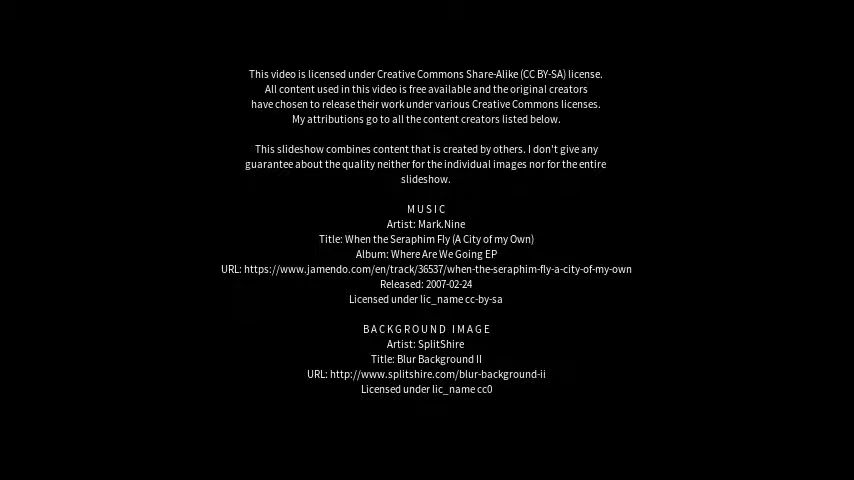 This video is licensed under Creative Commons Share-Alike (CC BY-SA) license.
All content used in this video is free available and the original creators
have chosen to release their work under various Creative Commons licenses.
My attributions go to all the content creators listed below.
This slideshow combines content that is created by others. I don't give any
guarantee about the quality neither for the individual images nor for the entire
slideshow.
MUSIC
Artist: Mark.Nine
Title: When the Seraphim Fly (A City of my Own)
Album: Where Are We Going EP
URL: https://www.jamendo.com/en/track/36537/when-the-seraphim-fly-a-city-of-my-own
Released: 2007-02-24
Licensed under lic_name cc-by-sa
BACKGROUND IMAGE
Artist: SplitShire
Title: Blur Background II
URL: http://www.splitshire.com/blur-background-ii
Licensed under lic_name cc0